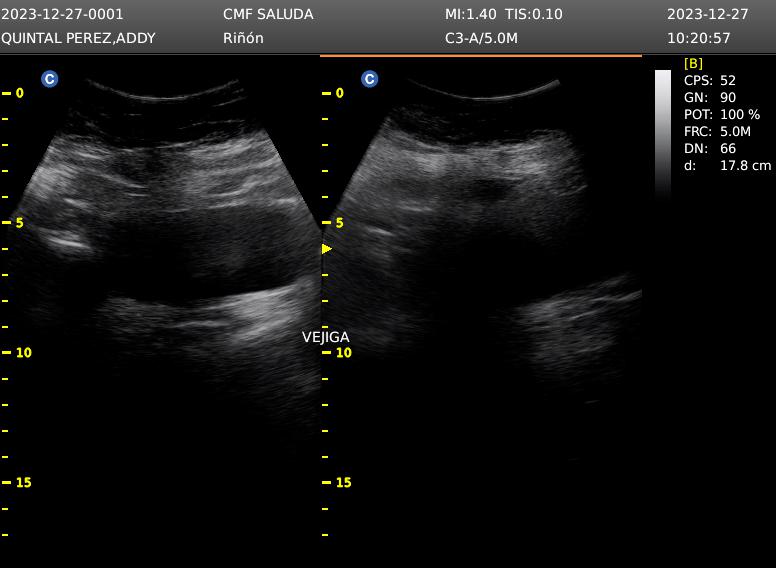 2023-12-27-0001 CMF SALUDA MI:1.40 TIS:0.10 2023-12-27
QUINTAL PEREZ,ADDY Riñón C3-A/5.0M 10:20:57
[B]
CPS: 52
GN: 90
POT: 100 %
FRC: 5.0M
DN: 66
d: 17.8 cm
C
0
5
10
15
C
0
5
10
15
VEJIGA